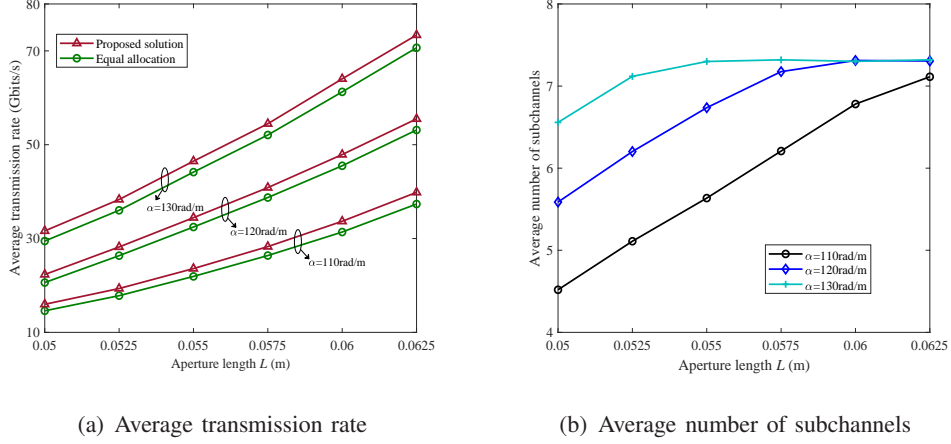 80
70
50
30
10
Average transmission rate (Gbits/s)
Proposed solution
Equal allocation
α=130rad/m
α=120rad/m
α=110rad/m
0.05 0.0525 0.055 0.0575 0.06 0.0625
Aperture length L (m)
(a) Average transmission rate
8
7
6
5
4
Average number of subchannels
α=110rad/m
α=120rad/m
α=130rad/m
0.05 0.0525 0.055 0.0575 0.06 0.0625
Aperture length L (m)
(b) Average number of subchannels